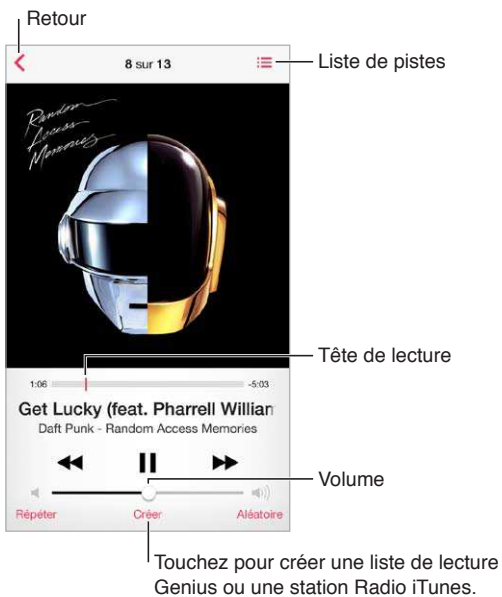 Retour
8 sur 13
Liste de pistes
Random
Access
Memories
Tête de lecture
1:06
-5:03
Get Lucky (feat. Pharrell Willian
Daft Punk - Random Access Memories
Volume
Répéter
Créer
Aléatoire
Touchez pour créer une liste de lecture
Genius ou une station Radio iTunes.